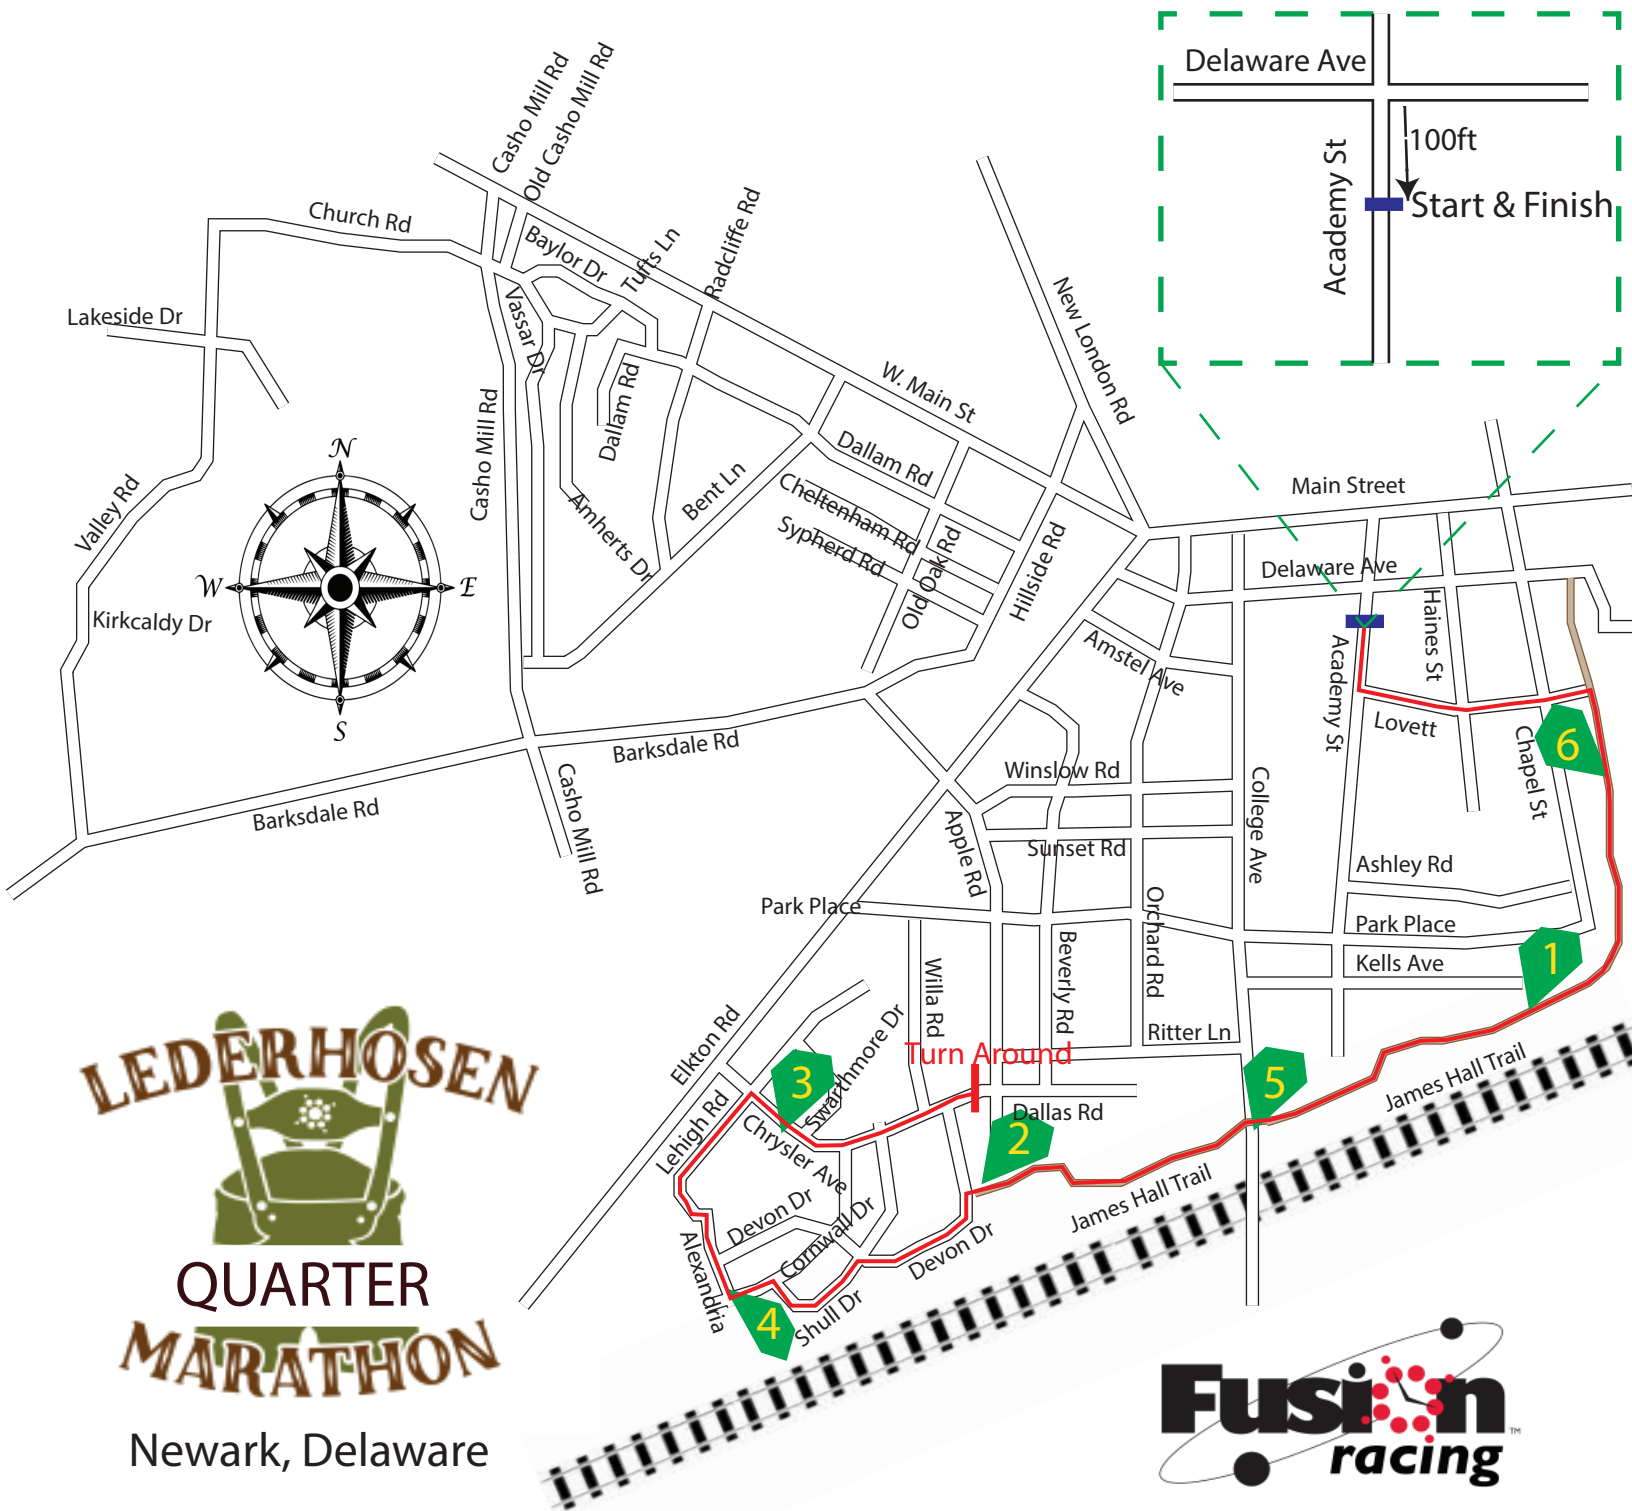 Delaware Ave
100ft
Academy St
Start & Finish
Casho Mill Rd
Old Casho Mill Rd
Church Rd
Baylor Dr
Tufts Ln
Radcliffe Rd
Lakeside Dr
Vassar Dr
New London Rd
W. Main St
Dallam Rd
Casho Mill Rd
Dallam Rd
Valley Rd
Bent Ln
Amherts Dr
Cheltenham Rd
Sypherd Rd
Old Oak Rd
Hillside Rd
Main Street
Delaware Ave
N
W
E
S
Kirkcaldy Dr
Haines St
Academy St
Amstel Ave
Lovett
Chapel St
6
Barksdale Rd
Barksdale Rd
Casho Mill Rd
Winslow Rd
College Ave
Apple Rd
Sunset Rd
Ashley Rd
Park Place
Orchard Rd
Park Place
Kells Ave
1
Willa Rd
Beverly Rd
Ritter Ln
Elkton Rd
Swarthmore Dr
Turn Around
3
5
Dallas Rd
2
James Hall Trail
Lehigh Rd
Chrysler Ave
James Hall Trail
Devon Dr
Cornwall Dr
Devon Dr
Alexandria
4
Shull Dr
LEDERHOSEN
QUARTER
MARATHON
Newark, Delaware
Fusion
racing
TM